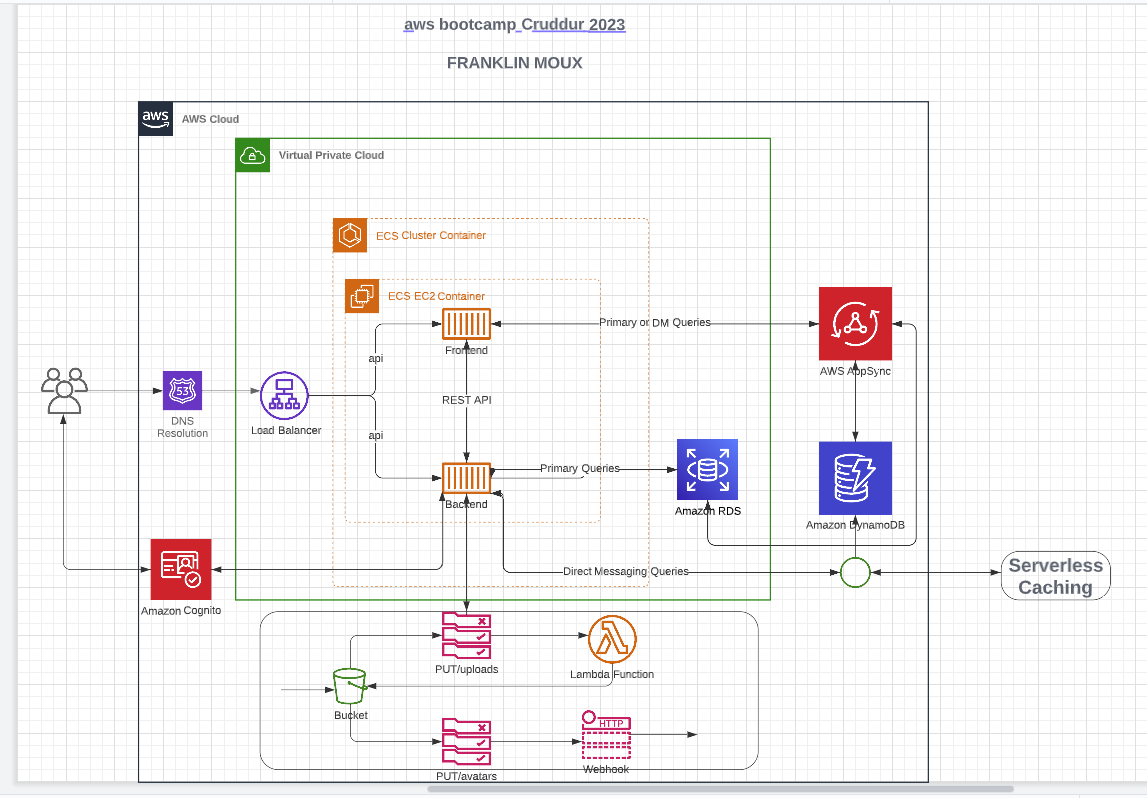 aws bootcamp_Cruddur 2023
FRANKLIN MOUX
aws
AWS Cloud
Virtual Private Cloud
ECS Cluster Container
ECS EC2 Container
Primary or DM Queries
Frontend
api
AWS AppSync
53
REST API
DNS
Resolution
Load Balancer
api
Primary Queries
Backend
Amazon RDS
Amazon DynamoDB
Direct Messaging Queries
Serverless
Caching
Amazon Cognito
PUT/uploads
Lambda Function
Bucket
HTTP
Webhook
PUT/avatars